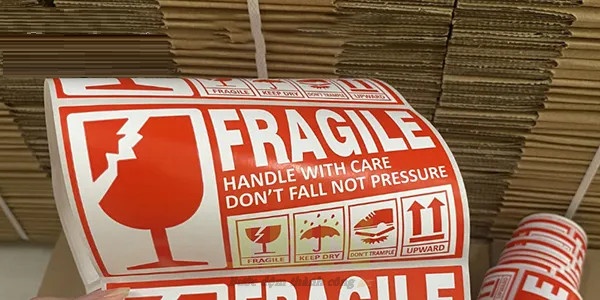 FRAGILE KEEP DRY DON'T TRAMPLE UPWARD
FRAGILE
HANDLE WITH CARE
DON'T FALL NOT PRESSURE
FRAGILE KEEP DRY DON'T TRAMPLE UPWARD
FRAGILE